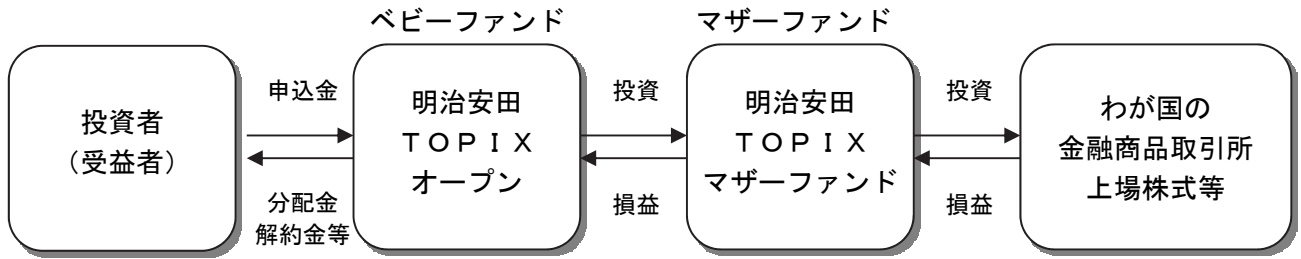 ベビーファンド
マザーファンド
投資者
（受益者）
申込金
分配金
解約金等
明治安田
ＴＯＰＩＸ
オープン
投資
損益
明治安田
ＴＯＰＩＸ
マザーファンド
投資
損益
わが国の
金融商品取引所
上場株式等